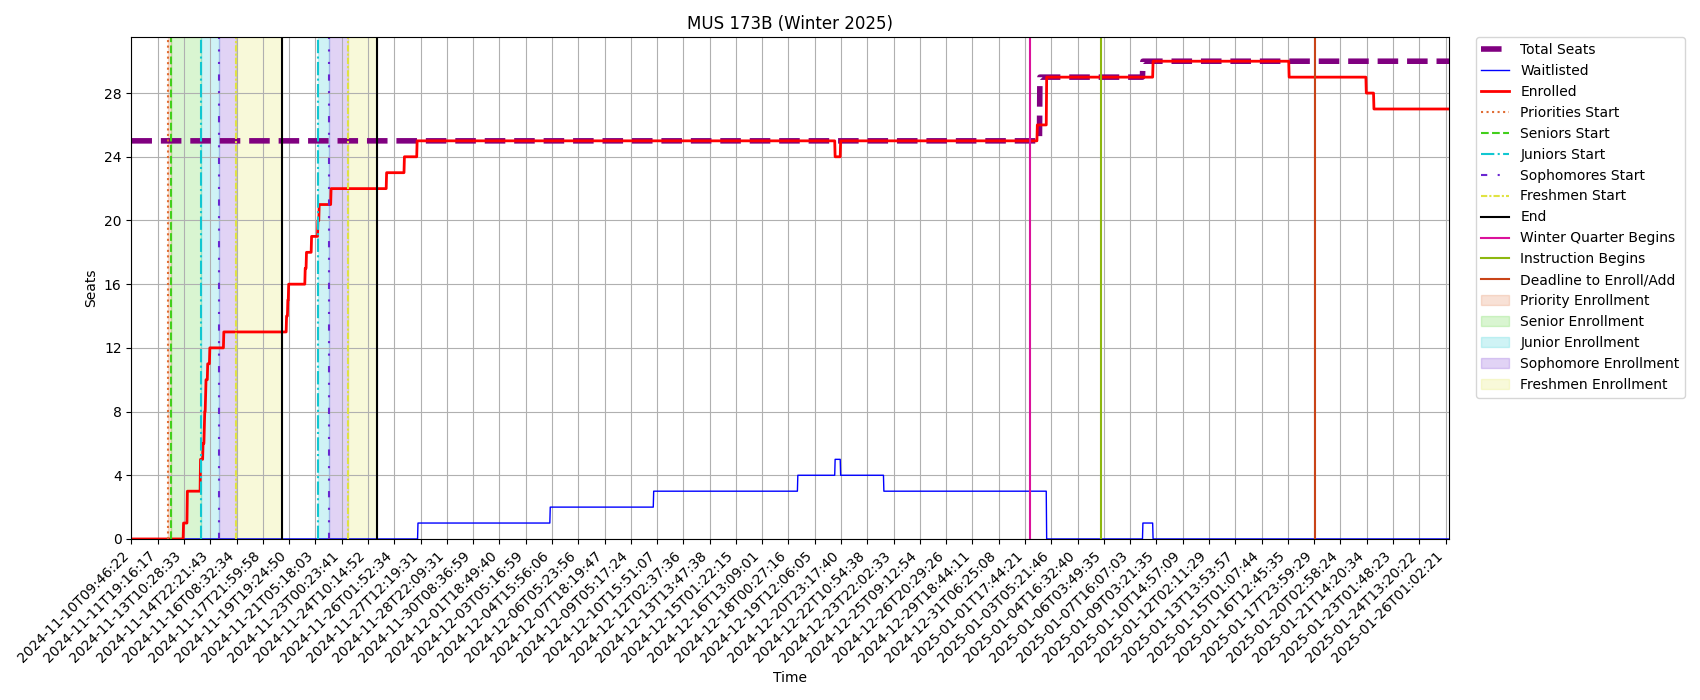 MUS 173B (Winter 2025)
Seats
28
24
20
16
12
8
4
0
2024-11-10T09:46:22
2024-11-11T19:16:17
2024-11-13T10:28:33
2024-11-14T22:21:43
2024-11-16T08:32:34
2024-11-17T21:59:58
2024-11-19T19:24:50
2024-11-21T05:18:03
2024-11-23T00:23:41
2024-11-24T10:14:52
2024-11-26T01:52:34
2024-11-27T12:19:31
2024-11-28T22:09:31
2024-11-30T08:36:59
2024-12-01T18:49:40
2024-12-03T05:16:59
2024-12-04T15:56:06
2024-12-06T05:23:56
2024-12-07T18:19:47
2024-12-09T05:17:24
2024-12-10T15:51:07
2024-12-12T02:37:36
2024-12-13T13:47:38
2024-12-15T01:22:15
2024-12-16T13:09:01
2024-12-18T00:27:16
2024-12-19T12:06:05
2024-12-20T23:17:40
2024-12-22T10:54:38
2024-12-23T22:02:33
2024-12-25T09:12:54
2024-12-26T20:29:26
2024-12-29T18:44:11
2024-12-31T06:25:08
2025-01-01T17:44:21
2025-01-03T05:21:46
2025-01-04T16:32:40
2025-01-06T03:49:35
2025-01-07T16:07:03
2025-01-09T03:21:35
2025-01-10T14:57:09
2025-01-12T02:11:29
2025-01-13T13:53:57
2025-01-15T01:07:44
2025-01-16T12:45:35
2025-01-17T23:59:29
2025-01-20T02:58:24
2025-01-21T14:20:34
2025-01-23T01:48:23
2025-01-24T13:20:22
2025-01-26T01:02:21
Time
Total Seats
Waitlisted
Enrolled
Priorities Start
Seniors Start
Juniors Start
Sophomores Start
Freshmen Start
End
Winter Quarter Begins
Instruction Begins
Deadline to Enroll/Add
Priority Enrollment
Senior Enrollment
Junior Enrollment
Sophomore Enrollment
Freshmen Enrollment